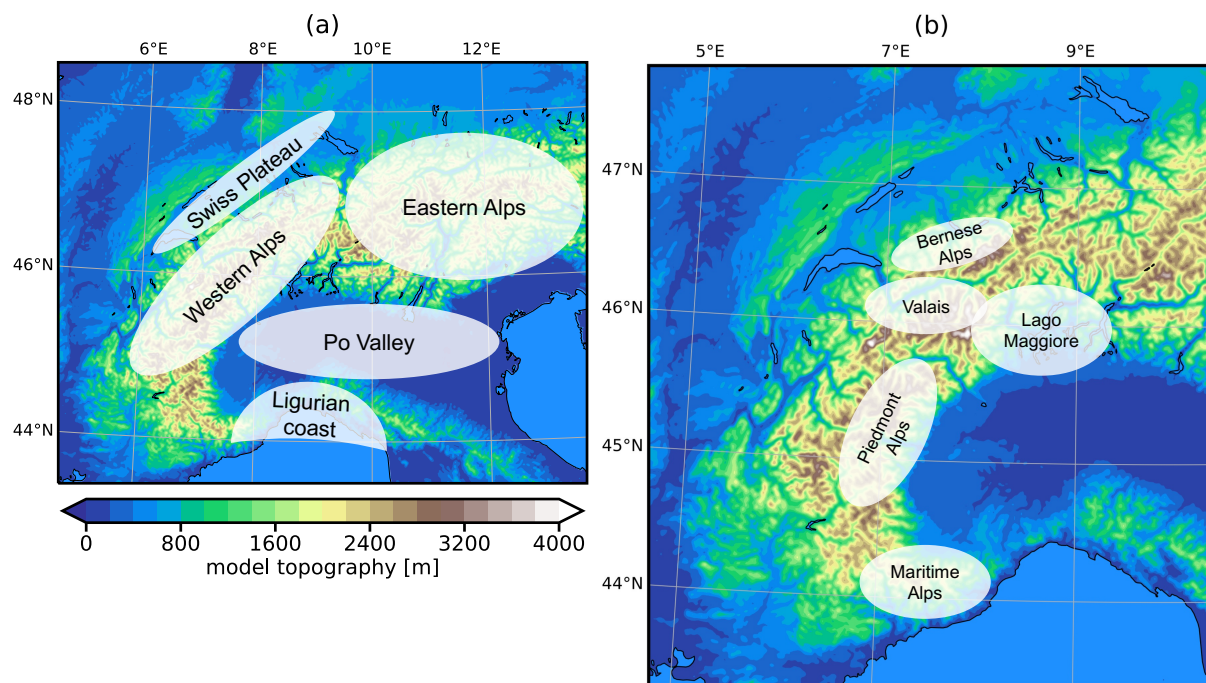 (a)
6°E 8°E 10°E 12°E
48°N
46°N
44°N
Swiss Plateau
Western Alps
Eastern Alps
Po Valley
Ligurian
coast
0 800 1600 2400 3200 4000
model topography [m]
(b)
5°E 7°E 9°E
47°N
46°N
45°N
44°N
Bernese
Alps
Valais
Lago
Maggiore
Piedmont
Alps
Maritime
Alps